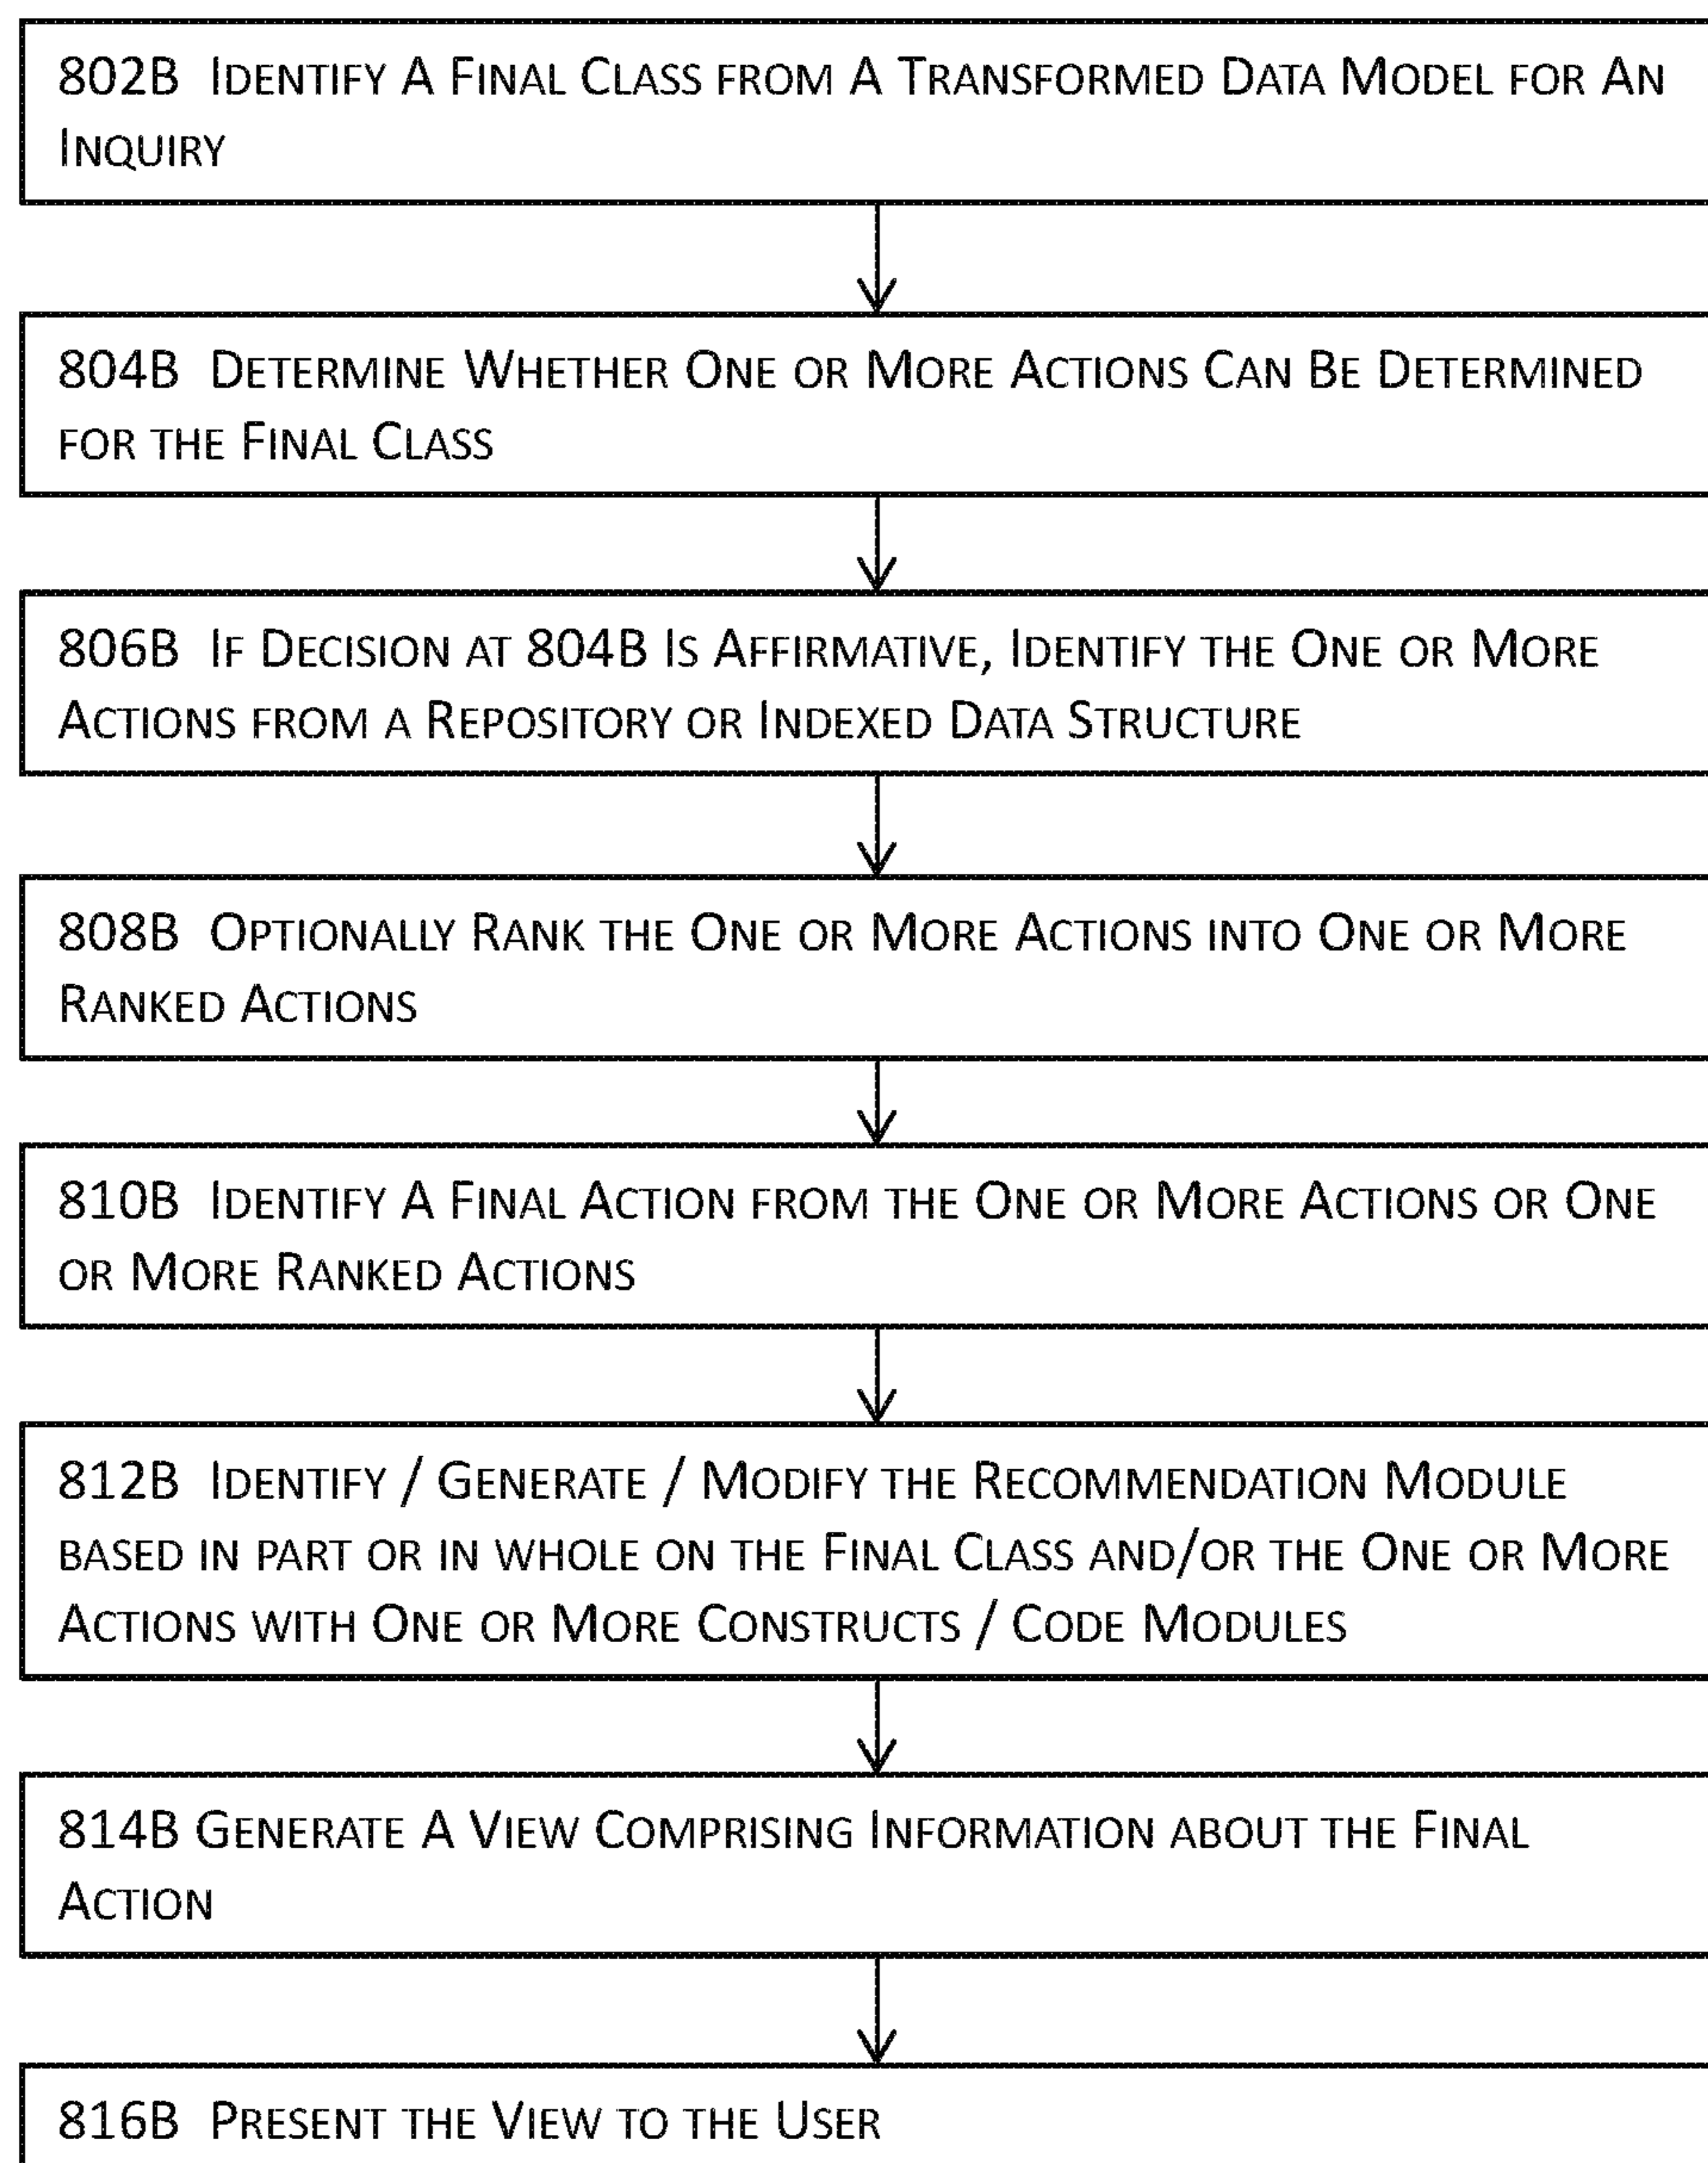 802B Identify A Final Class from A Transformed Data Model for An
Inquiry
804B Determine Whether One or More Actions Can Be Determined
for the Final Class
806B If Decision at 804B Is Affirmative, Identify the One or More
Actions from a Repository or Indexed Data Structure
808B Optionally Rank the One or More Actions into One or More
Ranked Actions
810B Identify A Final Action from the One or More Actions or One
or More Ranked Actions
812B Identify / Generate / Modify the Recommendation Module
based in part or in whole on the Final Class and/or the One or More
Actions with One or More Constructs / Code Modules
814B Generate A View Comprising Information about the Final
Action
816B Present the View to the User